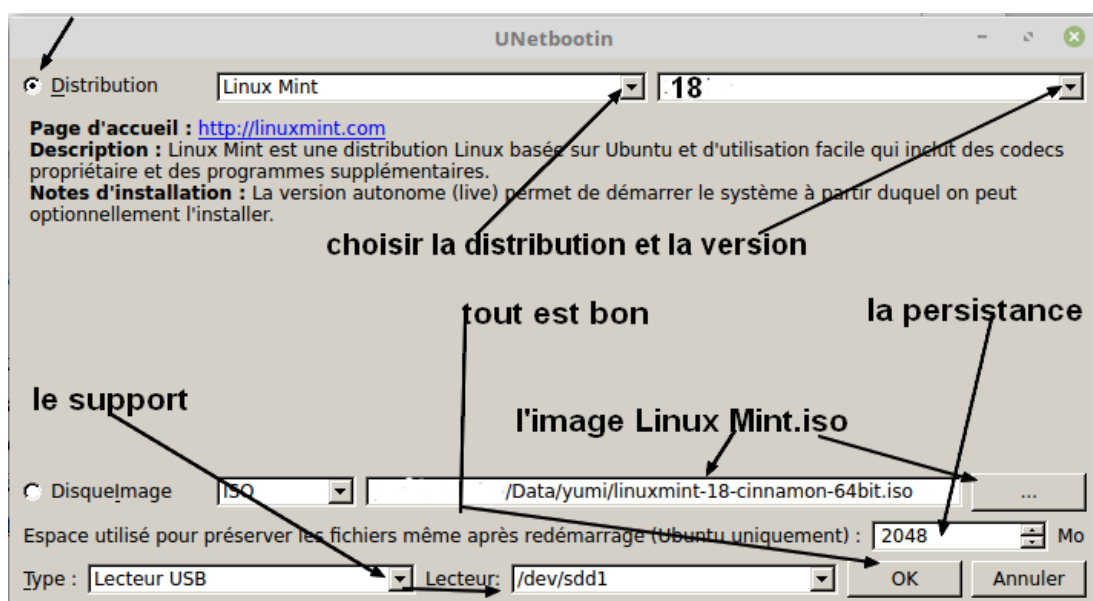 UNetbootin
Distribution Linux Mint 18
Page d'accueil : http://linuxmint.com
Description : Linux Mint est une distribution Linux basée sur Ubuntu et d'utilisation facile qui inclut des codecs
propriétaire et des programmes supplémentaires.
Notes d'installation : La version autonome (live) permet de démarrer le système à partir duquel on peut
optionnellement l'installer.
choisir la distribution et la version
tout est bon
la persistance
le support
l'image Linux Mint.iso
DisqueImage ISO /Data/yumi/linuxmint-18-cinnamon-64bit.iso ...
Espace utilisé pour préserver les fichiers même après redémarrage (Ubuntu uniquement) : 2048 Mo
Type : Lecteur USB Lecteur: /dev/sdd1 OK Annuler